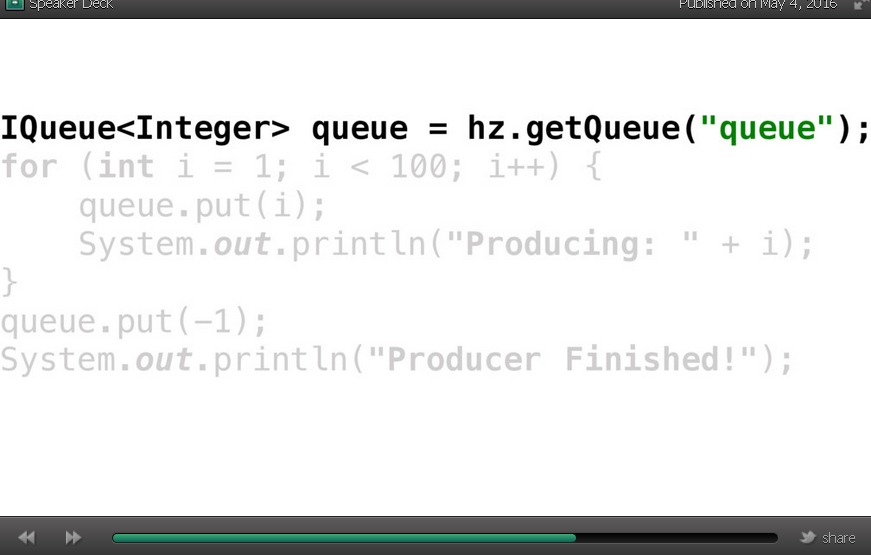 Speaker Deck
Published on May 4, 2016
IQueue<Integer> queue = hz.getQueue("queue");
for (int i = 1; i < 100; i++) {
    queue.put(i);
    System.out.println("Producing: " + i);
}
queue.put(-1);
System.out.println("Producer Finished!");
share